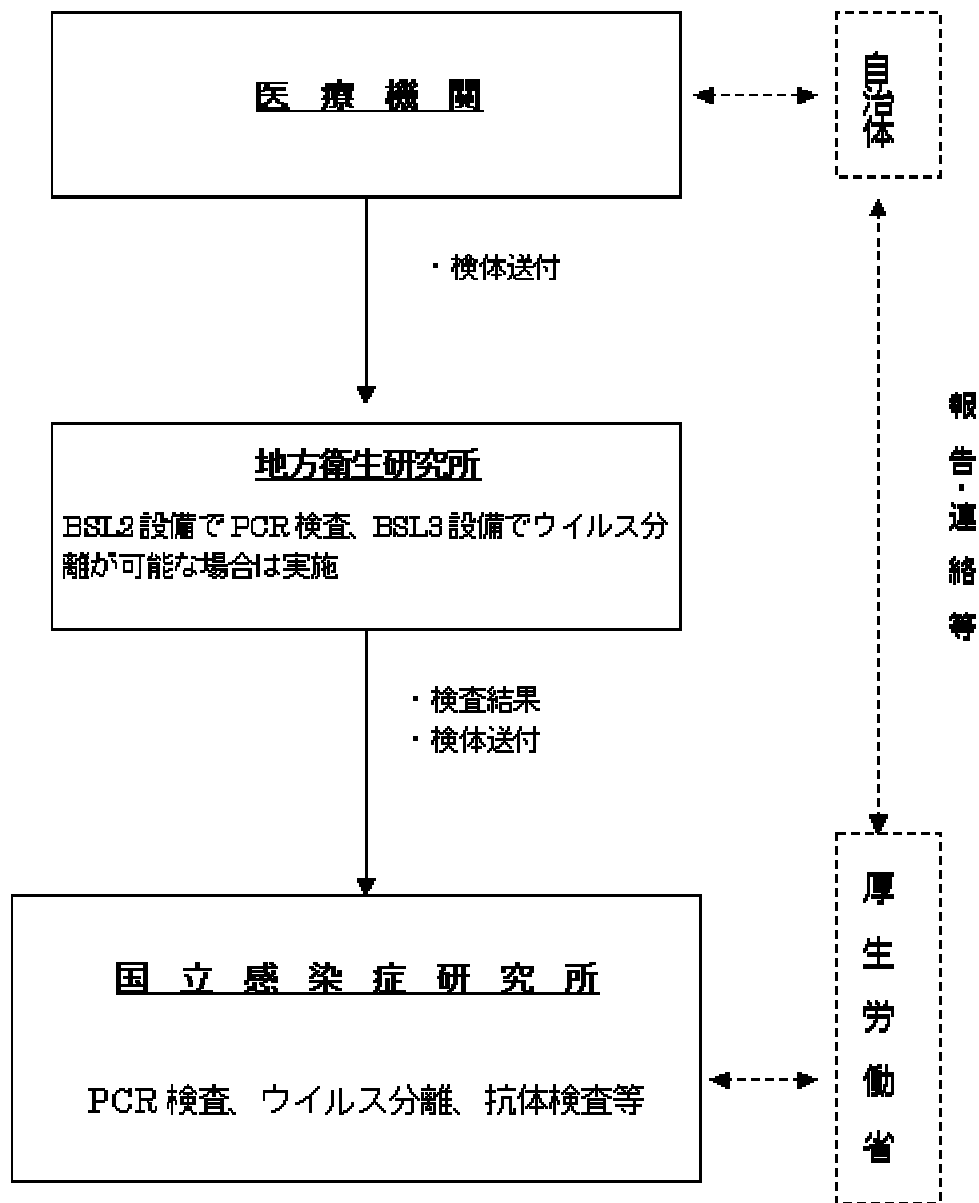 医 療 機 関
自治体
・検体送付
地方衛生研究所
BSL2設備でPCR検査、BSL3設備でウイルス分
離が可能な場合は実施
報告・連絡等
・検査結果
・検体送付
国 立 感 染 症 研 究 所
PCR検査、ウイルス分離、抗体検査等
厚生労働省